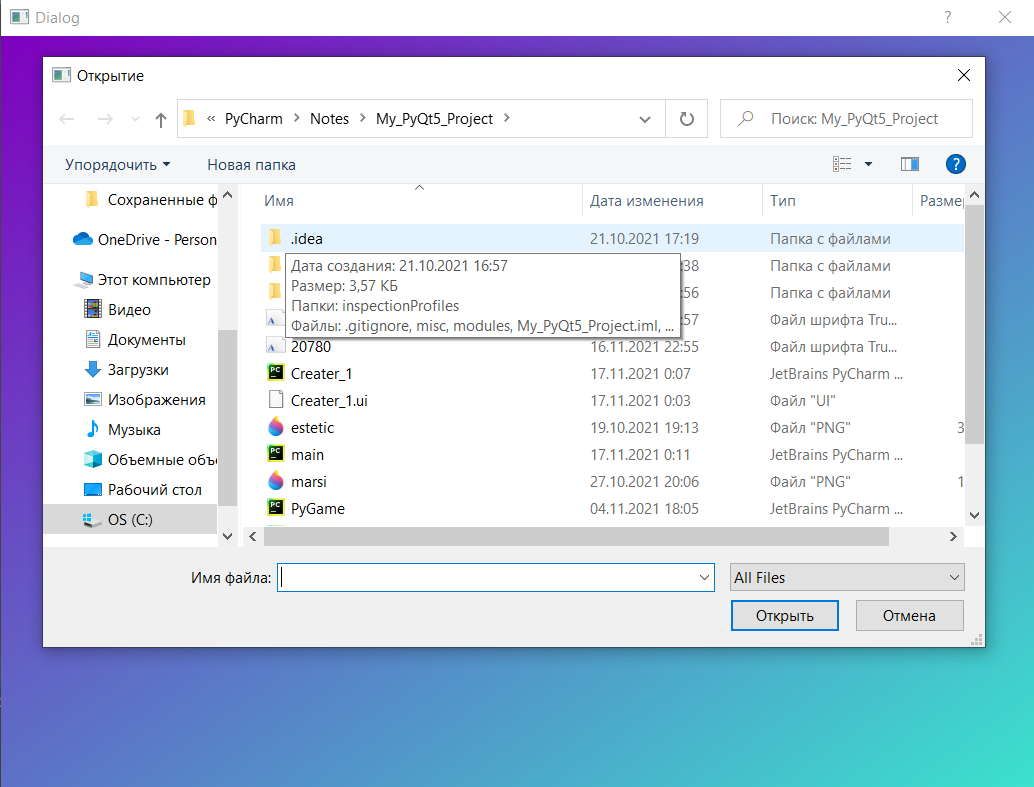 Dialog
?
Открытие
« PyCharm > Notes > My_PyQt5_Project >
Поиск: My_PyQt5_Project
Упорядочить Новая папка
?
Сохраненные ф
OneDrive - Person
Этот компьютер
Видео
Документы
Загрузки
Изображения
Музыка
Объемные объ
Рабочий стол
OS (C:)
Имя Дата изменения Тип Разме
.idea 21.10.2021 17:19 Папка с файлами
:38 Папка с файлами
:56 Папка с файлами
:57 Файл шрифта Tru...
Дата создания: 21.10.2021 16:57
Размер: 3,57 КБ
Папки: inspectionProfiles
Файлы: .gitignore, misc, modules, My_PyQt5_Project.iml, ...
20780 16.11.2021 22:55 Файл шрифта Tru...
Creater_1 17.11.2021 0:07 JetBrains PyCharm ...
Creater_1.ui 17.11.2021 0:03 Файл "UI"
estetic 19.10.2021 19:13 Файл "PNG" 3
main 17.11.2021 0:11 JetBrains PyCharm ...
marsi 27.10.2021 20:06 Файл "PNG" 1
PyGame 04.11.2021 18:05 JetBrains PyCharm ...
Имя файла:
All Files
Открыть Отмена